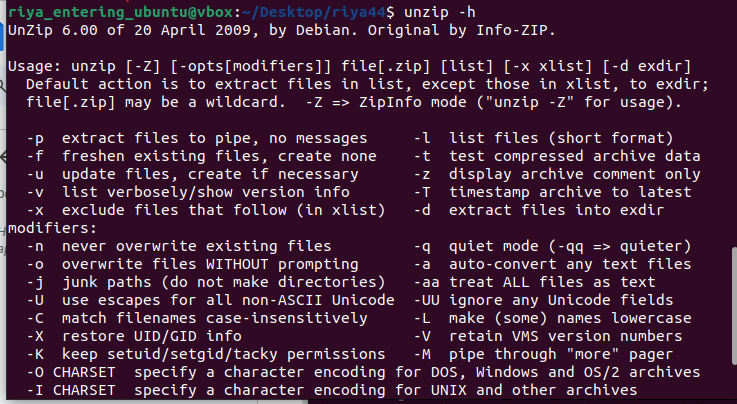 riya_entering_ubuntu@vbox:~/Desktop/riya44$ unzip -h
UnZip 6.00 of 20 April 2009, by Debian. Original by Info-ZIP.
Usage: unzip [-Z] [-opts[modifiers]] file[.zip] [list] [-x xlist] [-d exdir]
  Default action is to extract files in list, except those in xlist, to exdir;
  file[.zip] may be a wildcard.  -Z => ZipInfo mode ("unzip -Z" for usage).
  -p  extract files to pipe, no messages     -l  list files (short format)
  -f  freshen existing files, create none    -t  test compressed archive data
  -u  update files, create if necessary      -z  display archive comment only
  -v  list verbosely/show version info       -T  timestamp archive to latest
  -x  exclude files that follow (in xlist)   -d  extract files into exdir
modifiers:
  -n  never overwrite existing files         -q  quiet mode (-qq => quieter)
  -o  overwrite files WITHOUT prompting      -a  auto-convert any text files
  -j  junk paths (do not make directories)   -aa treat ALL files as text
  -U  use escapes for all non-ASCII Unicode  -UU ignore any Unicode fields
  -C  match filenames case-insensitively     -L  make (some) names lowercase
  -X  restore UID/GID info                   -V  retain VMS version numbers
  -K  keep setuid/setgid/tacky permissions   -M  pipe through "more" pager
  -O CHARSET  specify a character encoding for DOS, Windows and OS/2 archives
  -I CHARSET  specify a character encoding for UNIX and other archives